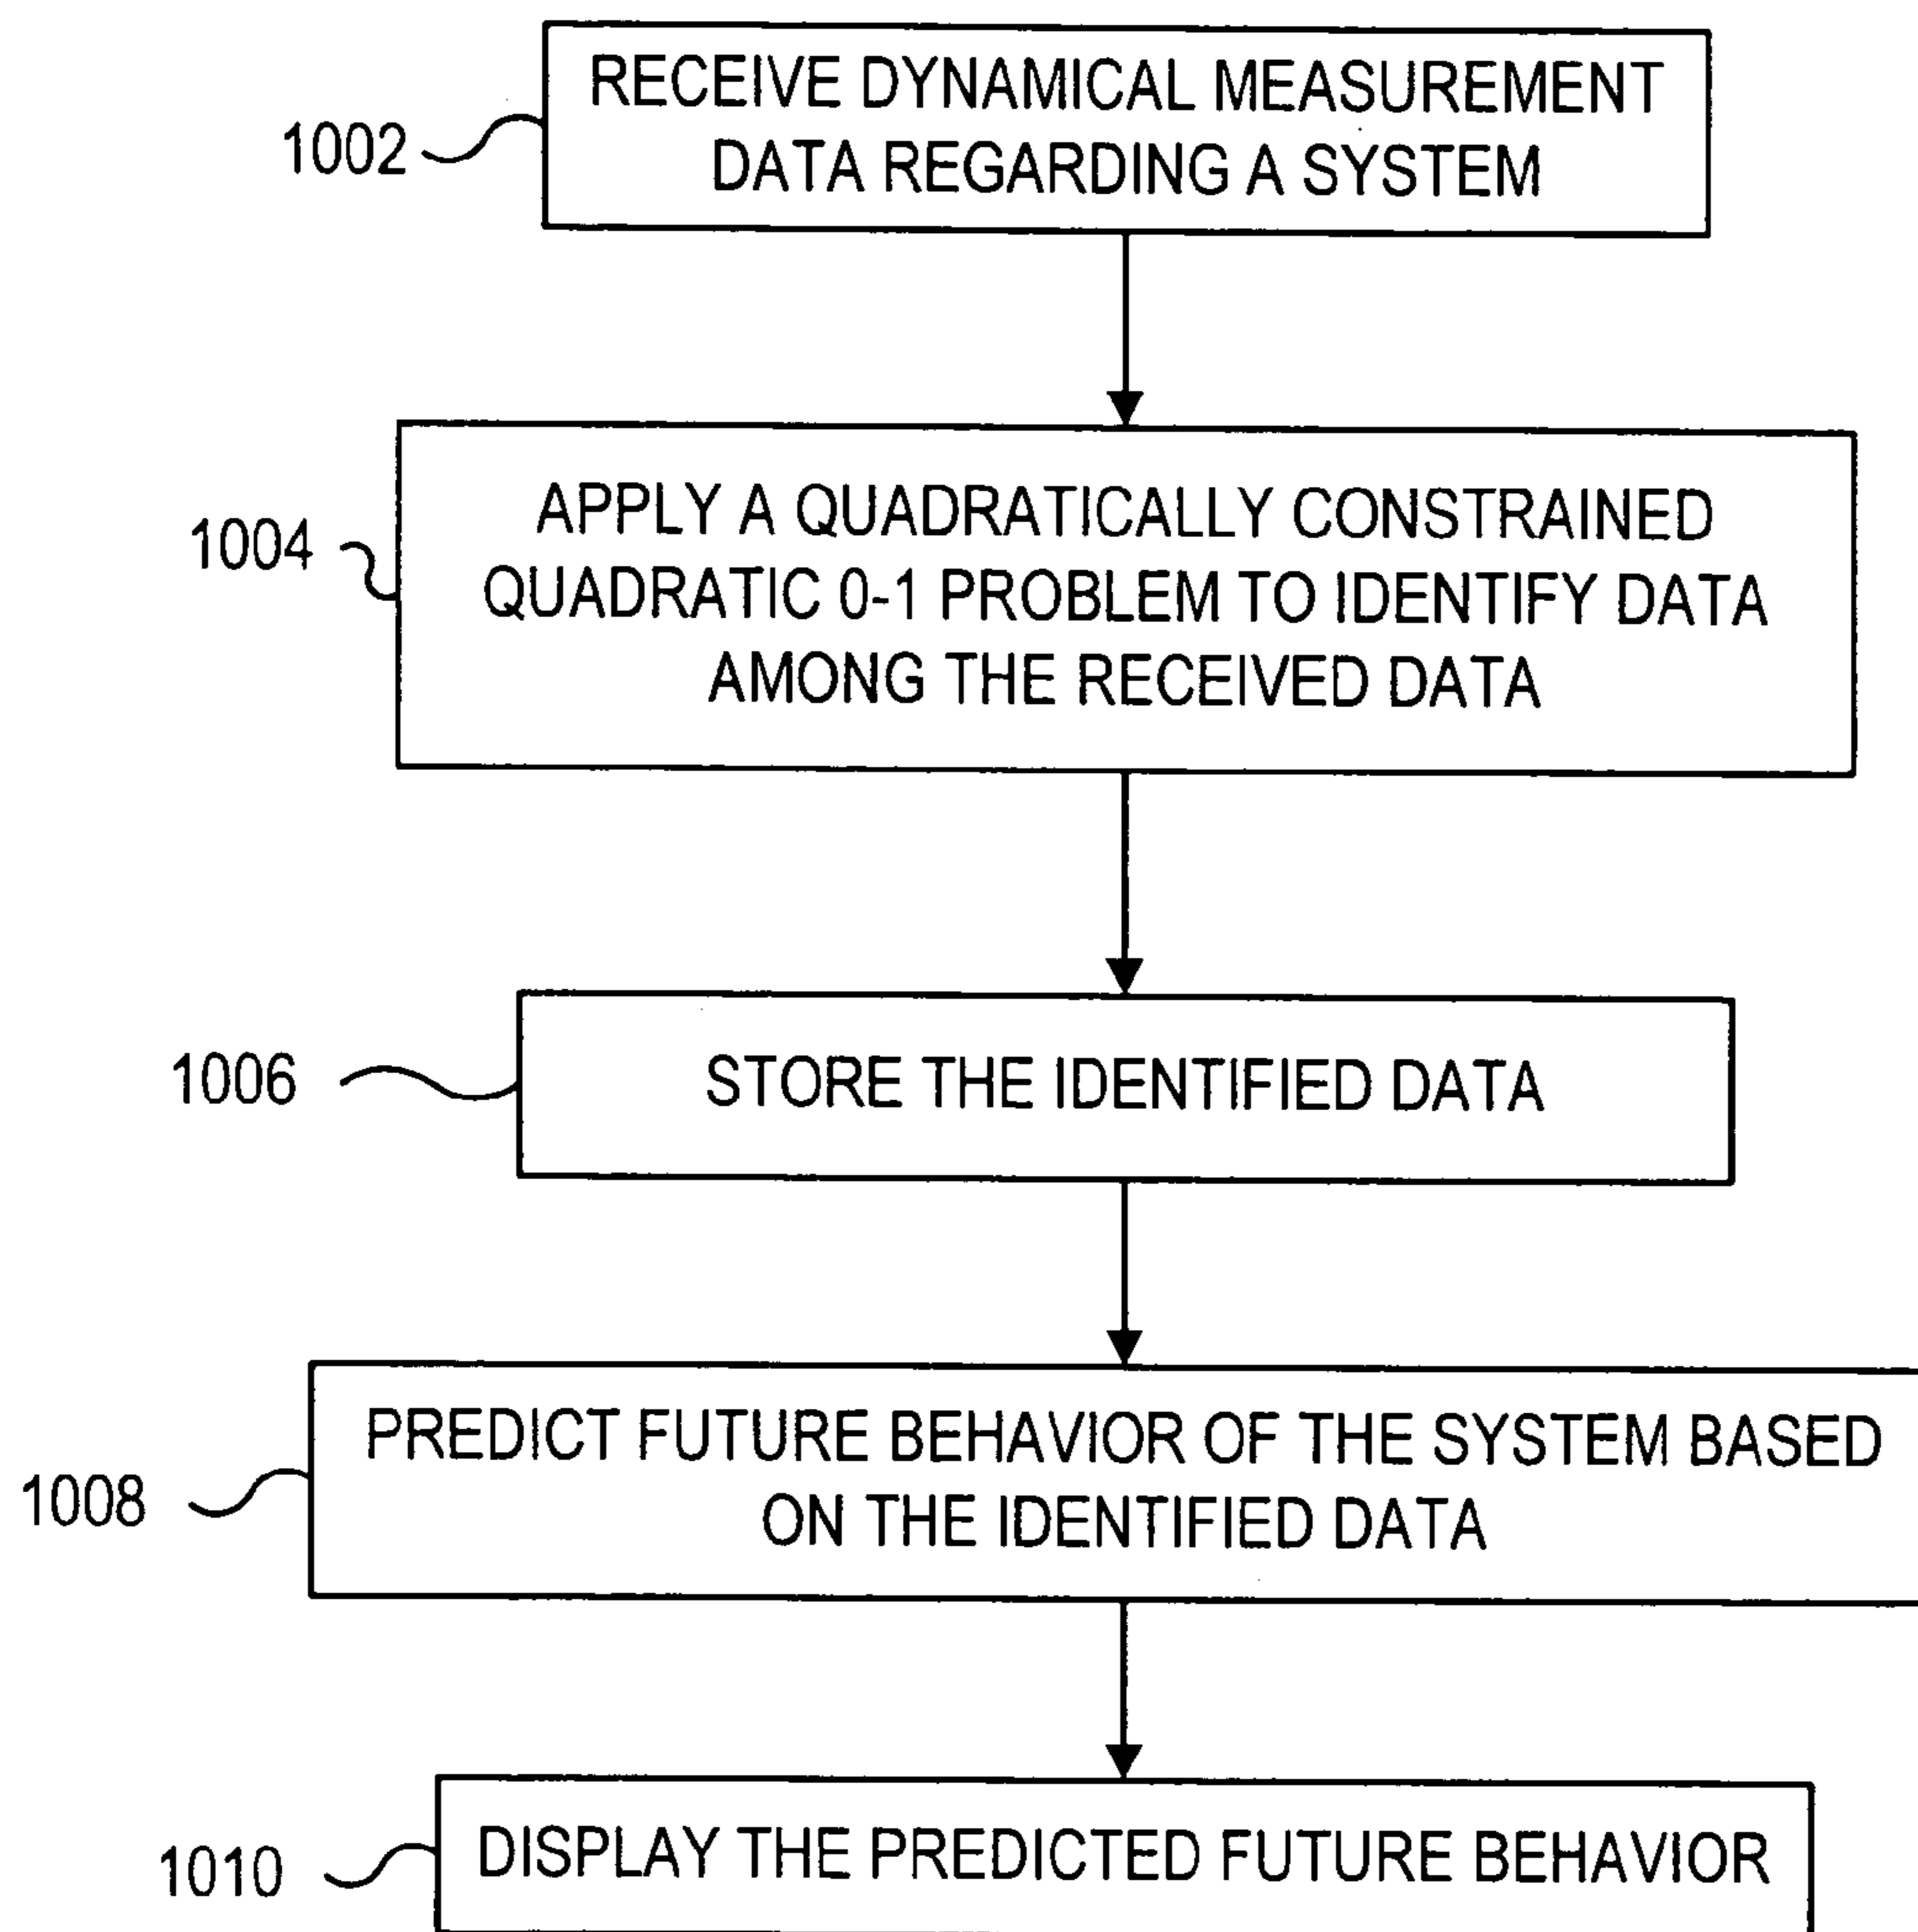 RECEIVE DYNAMICAL MEASUREMENT
DATA REGARDING A SYSTEM
1002
APPLY A QUADRATICALLY CONSTRAINED
QUADRATIC 0-1 PROBLEM TO IDENTIFY DATA
AMONG THE RECEIVED DATA
1004
STORE THE IDENTIFIED DATA
1006
PREDICT FUTURE BEHAVIOR OF THE SYSTEM BASED
ON THE IDENTIFIED DATA
1008
DISPLAY THE PREDICTED FUTURE BEHAVIOR
1010